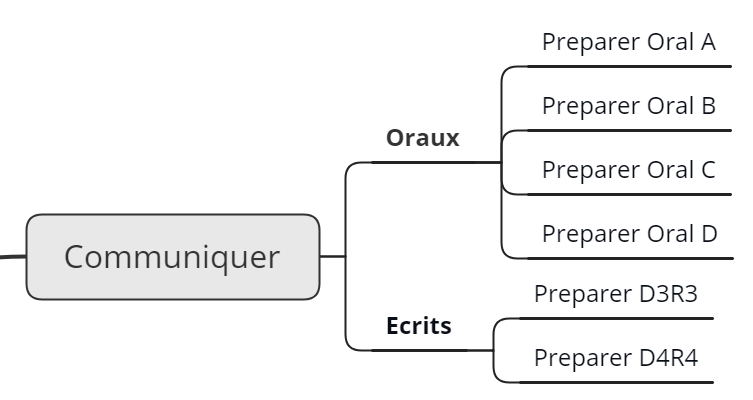 Communiquer
Oraux
Preparer Oral A
Preparer Oral B
Preparer Oral C
Preparer Oral D
Ecrits
Preparer D3R3
Preparer D4R4